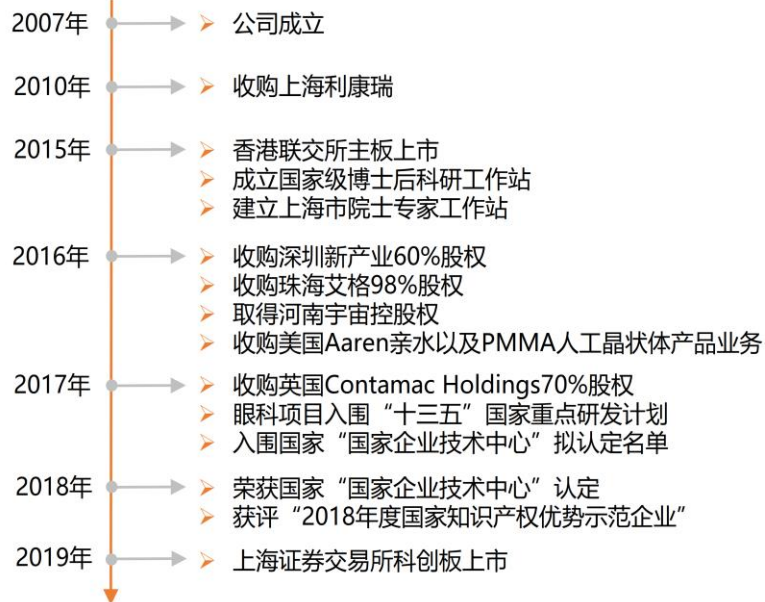 2007年 ➢ 公司成立
2010年 ➢ 收购上海利康瑞
2015年 ➢ 香港联交所主板上市
➢ 成立国家级博士后科研工作站
➢ 建立上海市院士专家工作站
2016年 ➢ 收购深圳新产业60%股权
➢ 收购珠海艾格98%股权
➢ 取得河南宇宙控股权
➢ 收购美国Aaren亲水以及PMMA人工晶状体产品业务
2017年 ➢ 收购英国Contamac Holdings70%股权
➢ 眼科项目入围“十三五”国家重点研发计划
➢ 入围国家“国家企业技术中心”拟认定名单
2018年 ➢ 荣获国家“国家企业技术中心”认定
➢ 获评“2018年度国家知识产权优势示范企业”
2019年 ➢ 上海证券交易所科创板上市